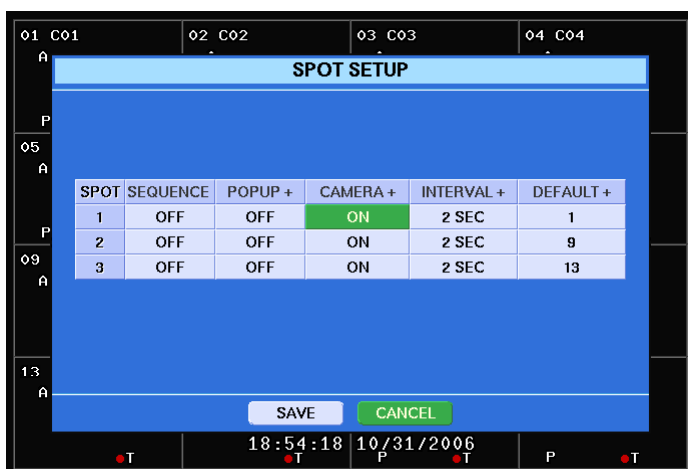 01 C01 02 C02 03 C03 04 C04
A
SPOT SETUP
P
05
A
SPOT SEQUENCE POPUP + CAMERA + INTERVAL + DEFAULT +
1 OFF OFF ON 2 SEC 1
P
2 OFF OFF ON 2 SEC 9
09
3 OFF OFF ON 2 SEC 13
A
13
A
SAVE CANCEL
18:54:18 10/31/2006
T T P T P T